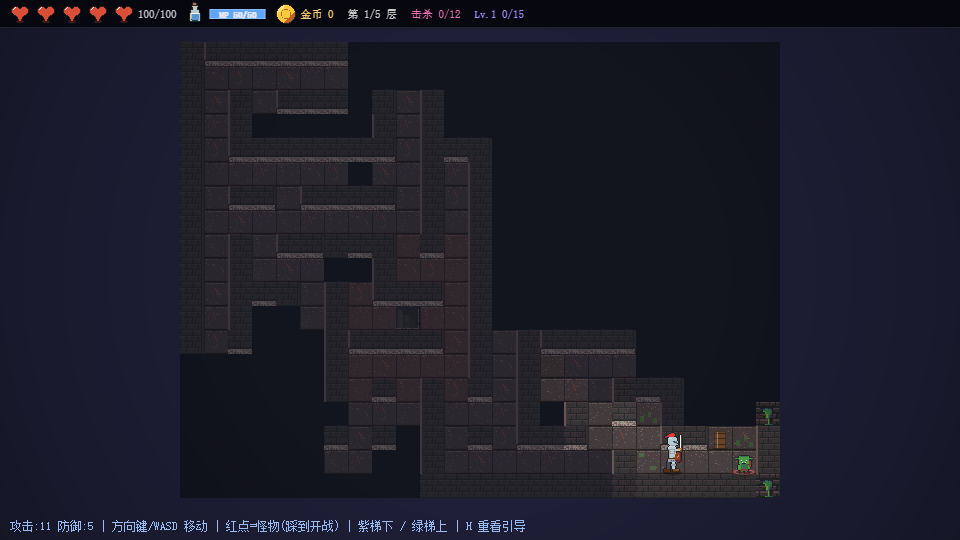 100/100 MP 60/60 金币 0 第 1/5 层 击杀 0/12 Lv.1 0/15
攻击:11 防御:5 | 方向键/WASD 移动 | 红点=怪物(踩到开战) | 紫梯下 / 绿梯上 | H 重看引导